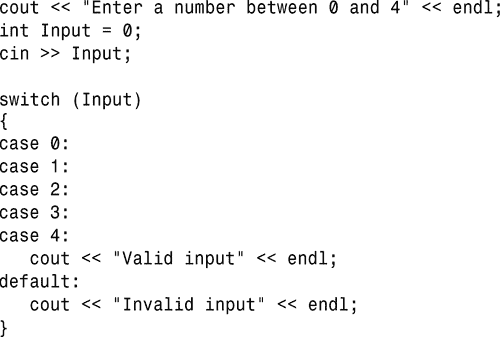 cout << "Enter a number between 0 and 4" << endl;
int Input = 0;
cin >> Input;

switch (Input)
{
case 0:
case 1:
case 2:
case 3:
case 4:
   cout << "Valid input" << endl;
default:
   cout << "Invalid input" << endl;
}